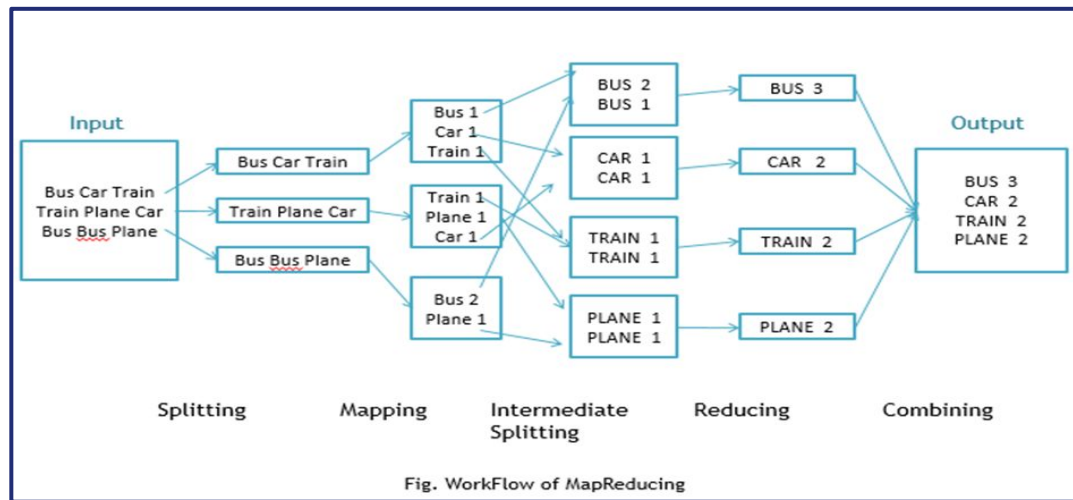 Input
Bus Car Train
Train Plane Car
Bus Bus Plane
Bus Car Train
Train Plane Car
Bus Bus Plane
Bus 1
Car 1
Train 1
Train 1
Plane 1
Car 1
Bus 2
Plane 1
BUS 2
BUS 1
CAR 1
CAR 1
TRAIN 1
TRAIN 1
PLANE 1
PLANE 1
BUS 3
CAR 2
TRAIN 2
PLANE 2
Output
BUS 3
CAR 2
TRAIN 2
PLANE 2
Splitting
Mapping
Intermediate
Splitting
Reducing
Combining
Fig. WorkFlow of MapReducing